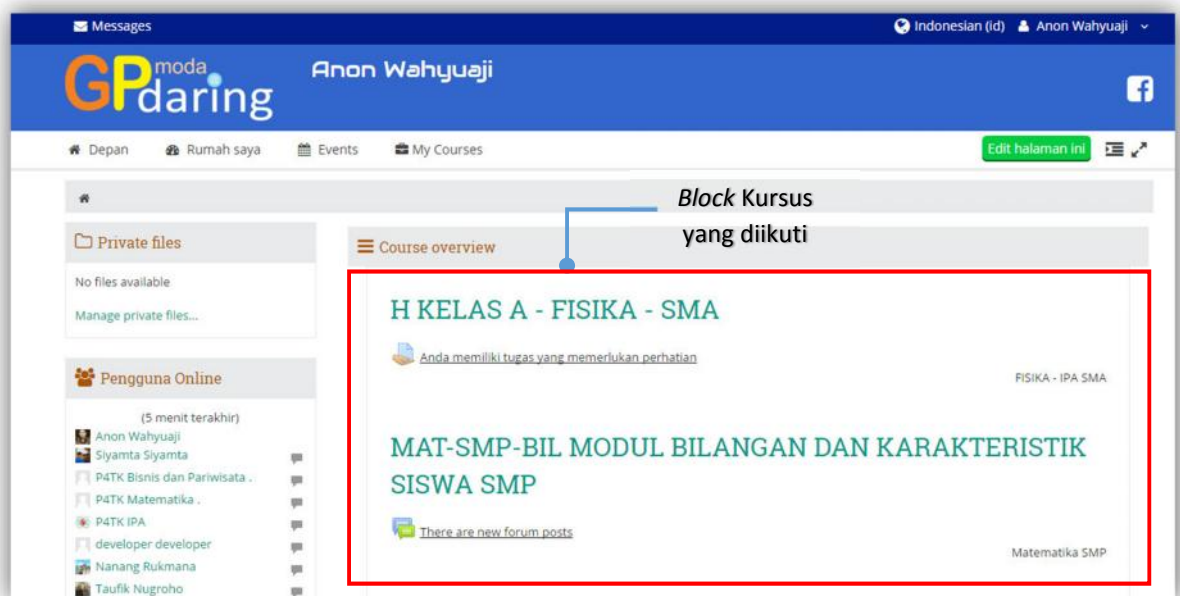 Messages
Indonesian (id) Anon Wahyuaji
GP moda daring
Anon Wahyuaji
Depan Rumah saya Events My Courses Edit halaman ini
Block Kursus
yang diikuti
Private files
No files available
Manage private files...
Pengguna Online
(5 menit terakhir)
Anon Wahyuaji
Siyamta Siyamta
P4TK Bisnis dan Pariwisata .
P4TK Matematika .
P4TK IPA
developer developer
Nanang Rukmana
Taufik Nugroho
Course overview
H KELAS A - FISIKA - SMA
Anda memiliki tugas yang memerlukan perhatian
FISIKA - IPA SMA
MAT-SMP-BIL MODUL BILANGAN DAN KARAKTERISTIK
SISWA SMP
There are new forum posts
Matematika SMP